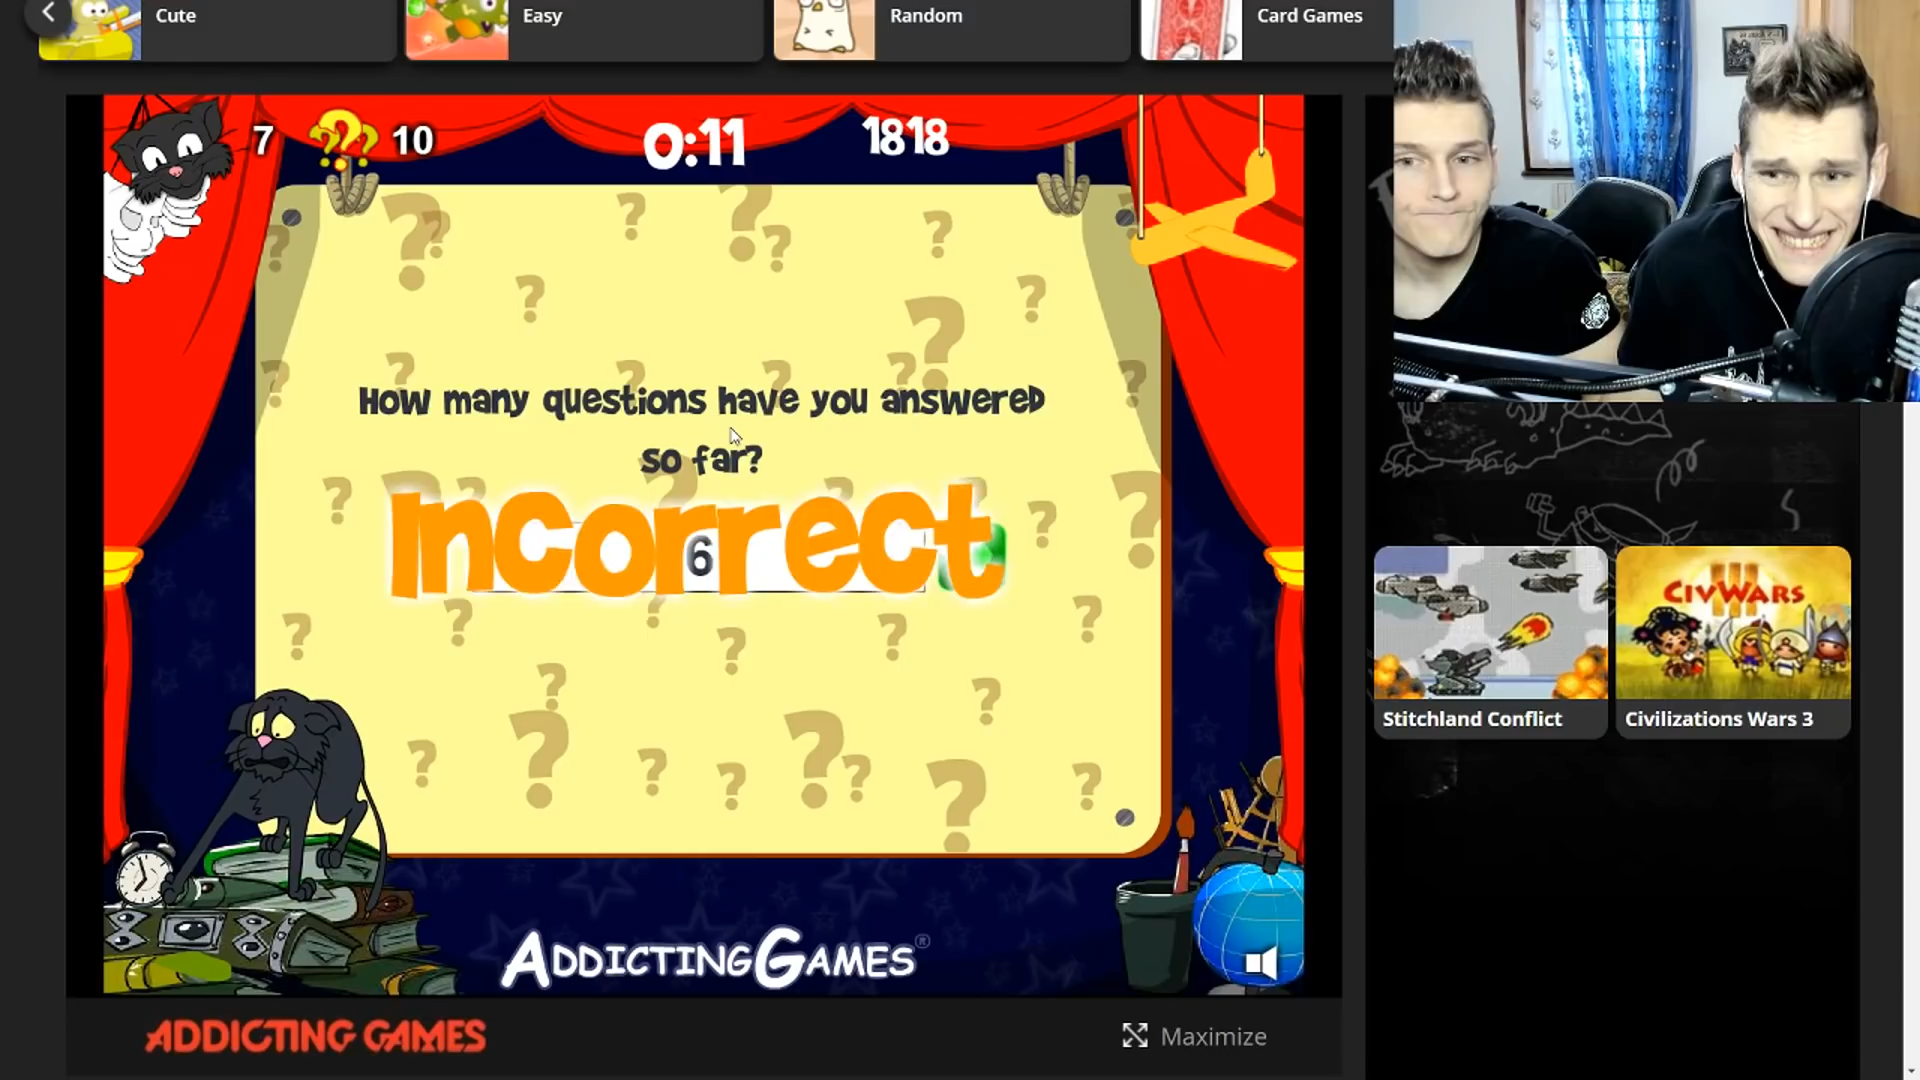 Cute
Easy
Random
Card Games
7
10
0:11
1818
How many questions have you answered
so far?
Incorrect
6
ADDICTINGGAMES®
ADDICTING GAMES
Maximize
CIVWARS
III
Stitchland Conflict
Civilizations Wars 3